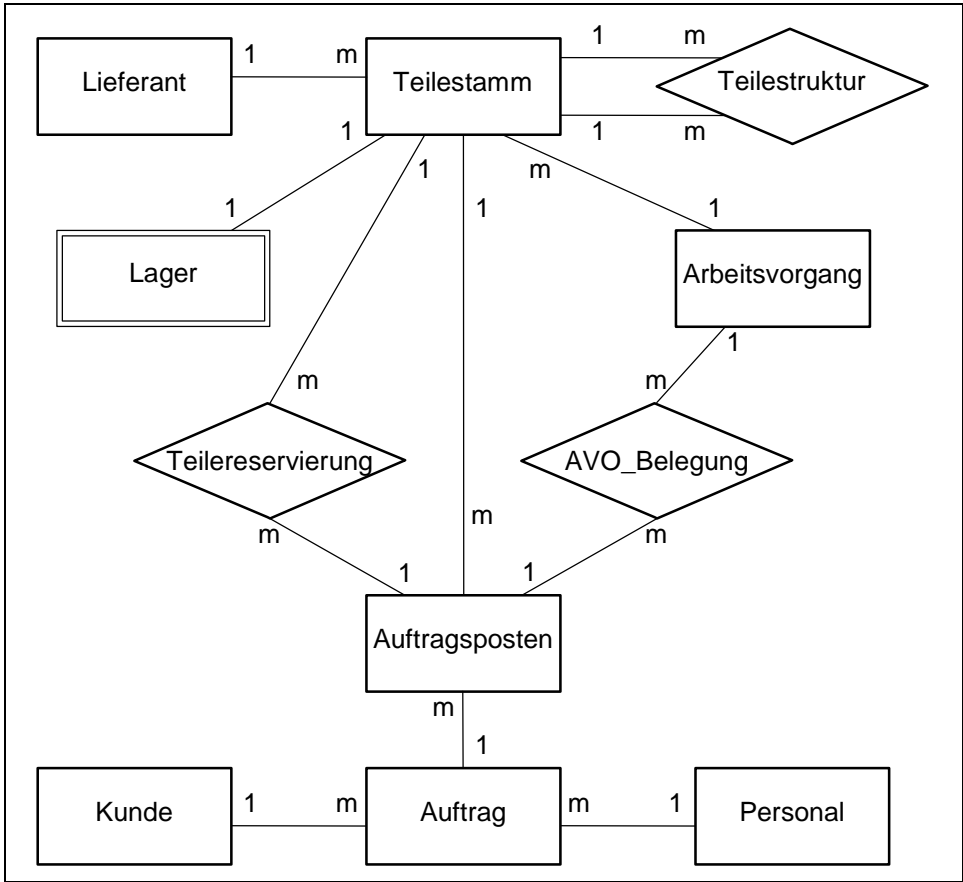 1 m 1 m
Lieferant Teilestamm Teilestruktur
1 1 1 m
m
1 1 1
Lager Arbeitsvorgang
1
m m
Teilereservierung AVO_Belegung
m
m m
1 1
Auftragsposten
m
1
1 m m 1
Kunde Auftrag Personal